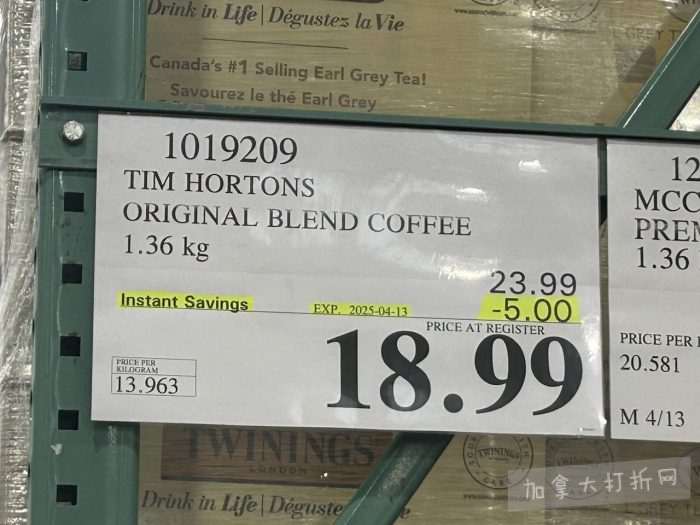 Drink in Life | Dégustez la Vie
Canada's #1 Selling Earl Grey Tea!
Savourez le thé Earl Grey
1019209
TIM HORTONS
ORIGINAL BLEND COFFEE
1.36 kg
23.99
Instant Savings
EXP. 2025-04-13
-5.00
PRICE AT REGISTER
PRICE PER
KILOGRAM
13.963
18.99
12
MCC
PREM
1.36
PRICE PER
20.581
M 4/13
TWININGS
LONDON
Drink in Life | Déguste
TWININGS
加拿大打折网